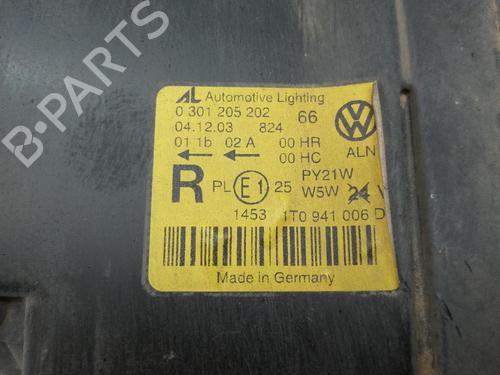 AL Automotive Lighting
0 301 205 202 66
04.12.03 824
ALN
01 1b 02 A 00 HR
00 HC
R PL E1 25
PY21W
W5W 24 V
1453 1T0 941 006 D
Made in Germany
B-PARTS